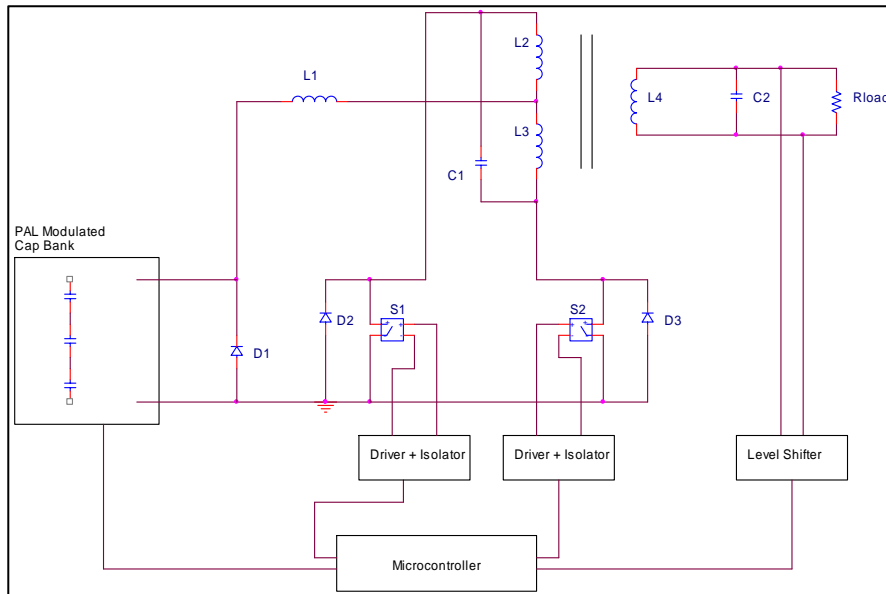 L2
L1
L4
C2
Rload
L3
C1
PAL Modulated
Cap Bank
S1
S2
D2
D3
D1
Driver + Isolator
Driver + Isolator
Level Shifter
Microcontroller